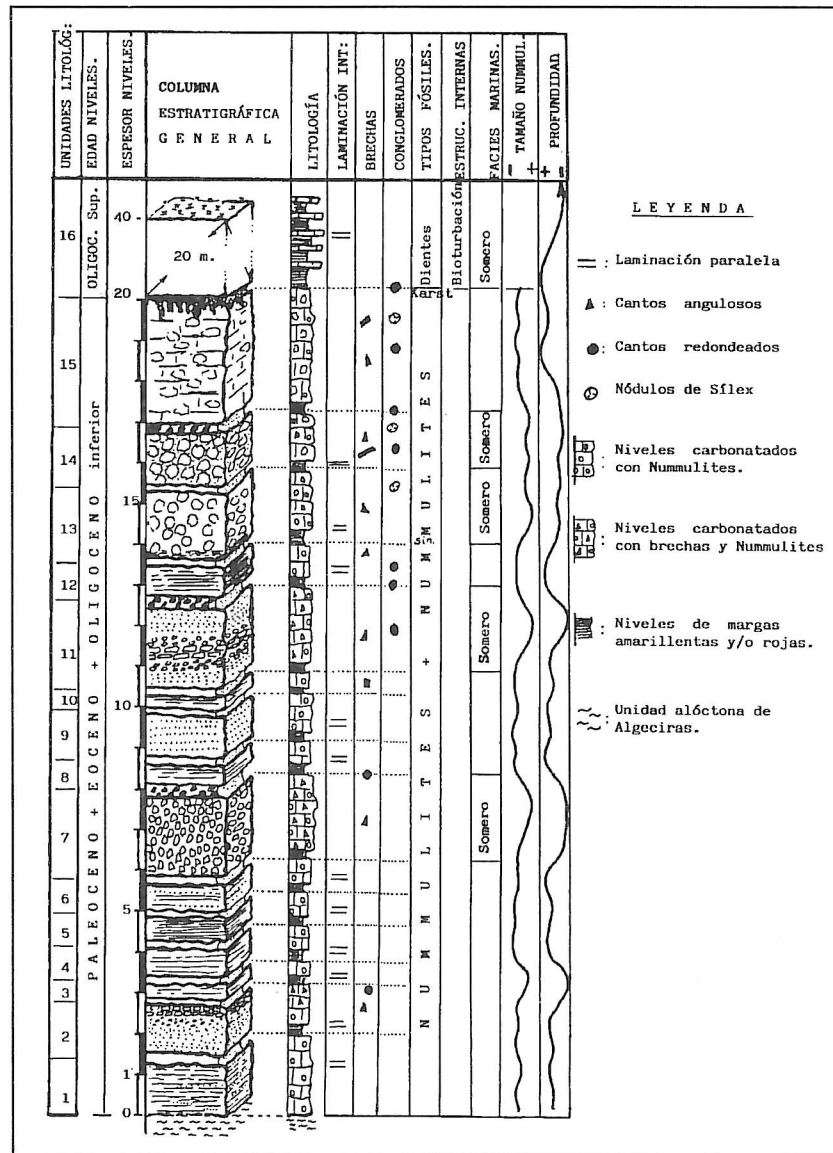 UNIDADES LITOLÓG:
EDAD NIVELES.
ESPESOR NIVELES.
COLUMNA
ESTRATIGRÁFICA
GENERAL
LITOLOGÍA
LAMINACIÓN INT:
BRECHAS
CONGLOMERADOS
TIPOS FÓSILES.
ESTRUC. INTERNAS
FACIES MARINAS.
TAMAÑO NUMMUL.
- +
PROFUNDIDAD
+ -
16
15
14
13
12
11
10
9
8
7
6
5
4
3
2
1
OLIGOC. Sup.
PALEOCENO + EOCENO + OLIGOCENO inferior
40
20
15
10
5
1
0
20 m.
Dientes
Karst
NUMMULITES + NUMMULITES
Sin.
Bioturbación
Somero
Somero
Somero
Somero
Somero
LEYENDA
: Laminación paralela
: Cantos angulosos
: Cantos redondeados
: Nódulos de Sílex
: Niveles carbonatados
con Nummulites.
: Niveles carbonatados
con brechas y Nummulites
: Niveles de margas
amarillentas y/o rojas.
: Unidad alóctona de
Algeciras.